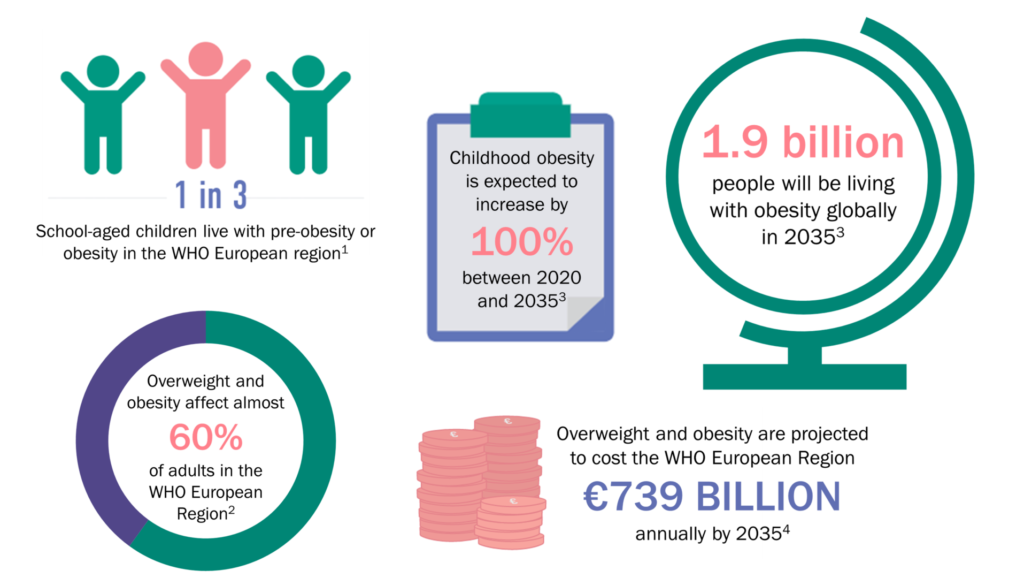 1 in 3
School-aged children live with pre-obesity or
obesity in the WHO European region¹
Childhood obesity
is expected to
increase by
100%
between 2020
and 2035³
1.9 billion
people will be living
with obesity globally
in 2035³
Overweight and
obesity affect almost
60%
of adults in the
WHO European
Region²
€
€
€
Overweight and obesity are projected
to cost the WHO European Region
€739 BILLION
annually by 2035⁴